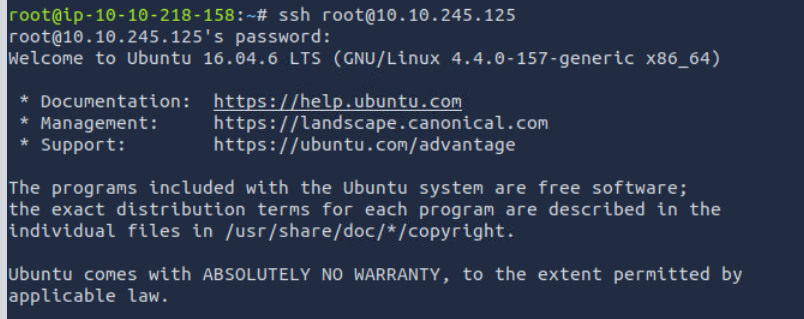 root@ip-10-10-218-158:~# ssh root@10.10.245.125
root@10.10.245.125's password:
Welcome to Ubuntu 16.04.6 LTS (GNU/Linux 4.4.0-157-generic x86_64)
* Documentation:  https://help.ubuntu.com
* Management:     https://landscape.canonical.com
* Support:        https://ubuntu.com/advantage
The programs included with the Ubuntu system are free software;
the exact distribution terms for each program are described in the
individual files in /usr/share/doc/*/copyright.
Ubuntu comes with ABSOLUTELY NO WARRANTY, to the extent permitted by
applicable law.